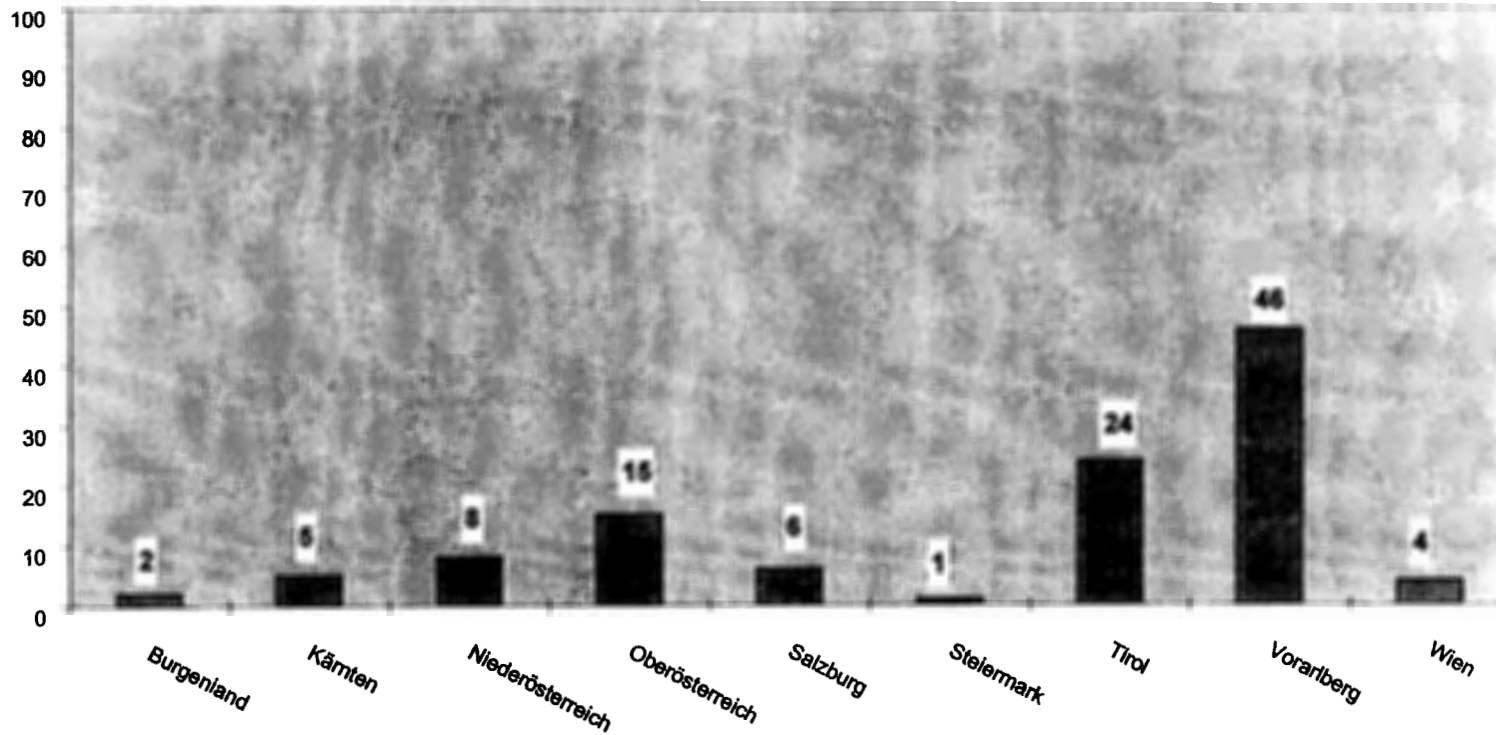 100
90
80
70
60
50
40
30
20
10
0
2
5
8
15
6
1
24
46
4
Burgenland
Kärnten
Niederösterreich
Oberösterreich
Salzburg
Steiermark
Tirol
Vorarlberg
Wien